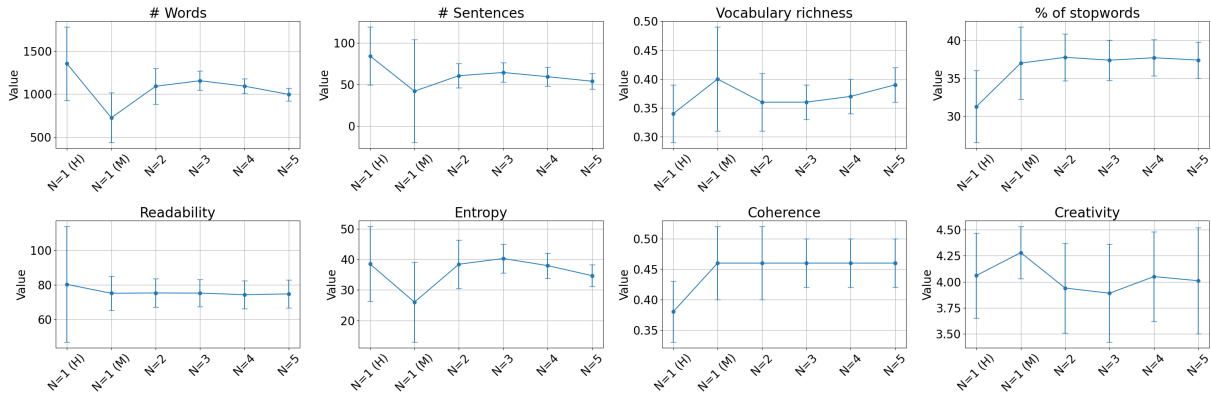 # Words
Value
1500
1000
500
N=1 (H)
N=1 (M)
N=2
N=3
N=4
N=5
# Sentences
Value
100
50
0
N=1 (H)
N=1 (M)
N=2
N=3
N=4
N=5
Vocabulary richness
Value
0.50
0.45
0.40
0.35
0.30
N=1 (H)
N=1 (M)
N=2
N=3
N=4
N=5
% of stopwords
Value
40
35
30
N=1 (H)
N=1 (M)
N=2
N=3
N=4
N=5
Readability
Value
100
80
60
N=1 (H)
N=1 (M)
N=2
N=3
N=4
N=5
Entropy
Value
50
40
30
20
N=1 (H)
N=1 (M)
N=2
N=3
N=4
N=5
Coherence
Value
0.50
0.45
0.40
0.35
N=1 (H)
N=1 (M)
N=2
N=3
N=4
N=5
Creativity
Value
4.50
4.25
4.00
3.75
3.50
N=1 (H)
N=1 (M)
N=2
N=3
N=4
N=5